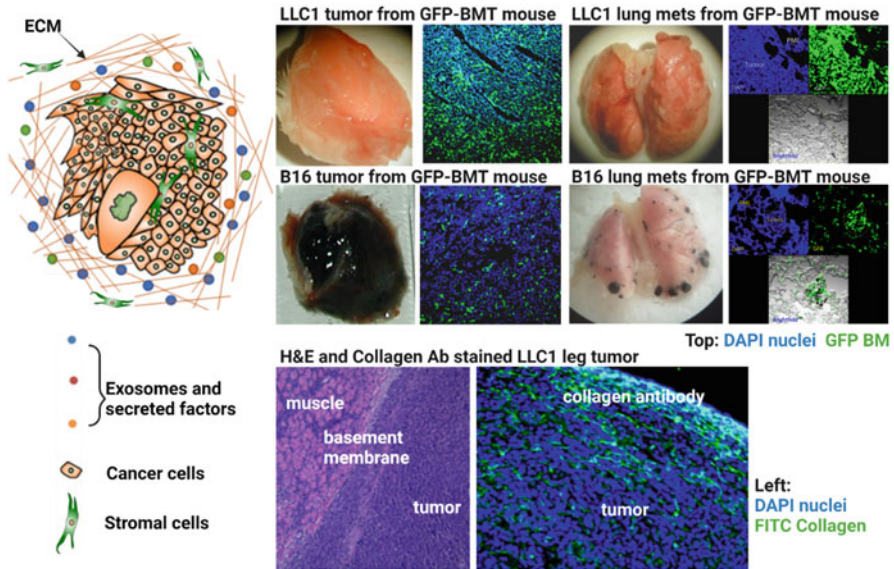 ECM
LLC1 tumor from GFP-BMT mouse
LLC1 lung mets from GFP-BMT mouse
Tumor
B16 tumor from GFP-BMT mouse
B16 lung mets from GFP-BMT mouse
Brightfield
Top: DAPI nuclei GFP BM
Exosomes and
secreted factors
Cancer cells
Stromal cells
H&E and Collagen Ab stained LLC1 leg tumor
muscle
basement
membrane
tumor
collagen antibody
tumor
Left:
DAPI nuclei
FITC Collagen